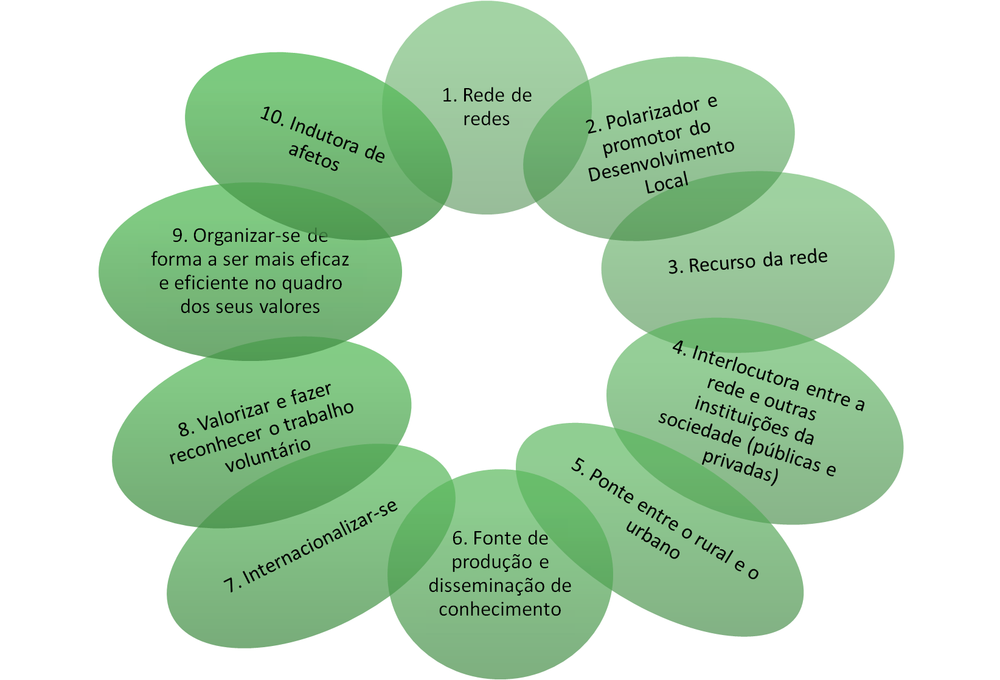 1. Rede de
redes
2. Polarizador e
promotor do
Desenvolvimento
Local
3. Recurso da rede
4. Interlocutora entre a
rede e outras
instituições da
sociedade (públicas e
privadas)
5. Ponte entre o rural e o
urbano
6. Fonte de
produção e
disseminação de
conhecimento
7. Internacionalizar-se
8. Valorizar e fazer
reconhecer o trabalho
voluntário
9. Organizar-se de
forma a ser mais eficaz
e eficiente no quadro
dos seus valores
10. Indutora de
afetos